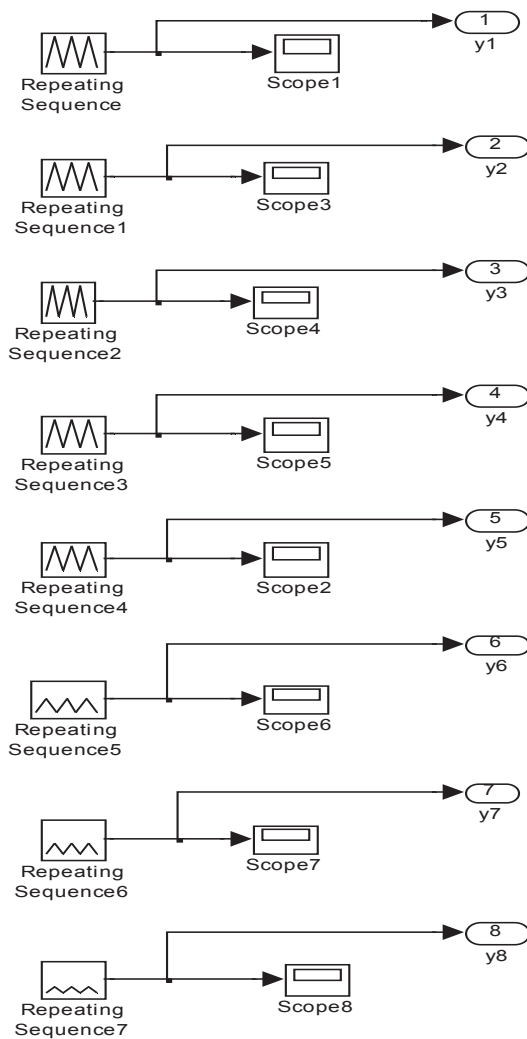 1
y1
Repeating
Sequence
Scope1
2
y2
Repeating
Sequence1
Scope3
3
y3
Repeating
Sequence2
Scope4
4
y4
Repeating
Sequence3
Scope5
5
y5
Repeating
Sequence4
Scope2
6
y6
Repeating
Sequence5
Scope6
7
y7
Repeating
Sequence6
Scope7
8
y8
Repeating
Sequence7
Scope8